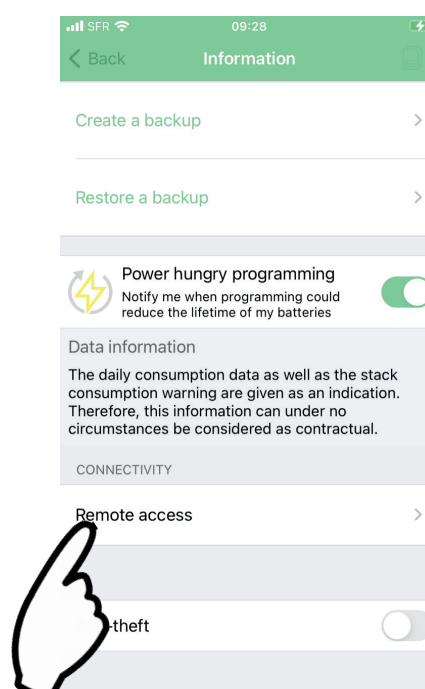 SFR 09:28
Back Information
Create a backup
Restore a backup
Power hungry programming
Notify me when programming could
reduce the lifetime of my batteries
Data information
The daily consumption data as well as the stack
consumption warning are given as an indication.
Therefore, this information can under no
circumstances be considered as contractual.
CONNECTIVITY
Remote access
-theft